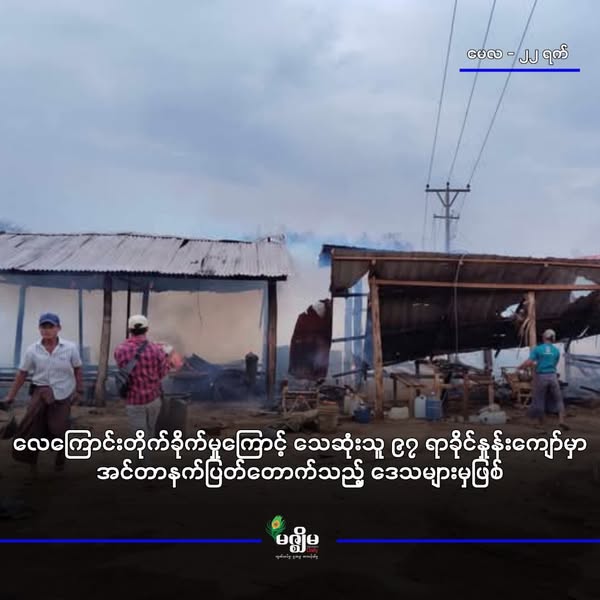 မေလ - ၂၂ ရက်
လေကြောင်းတိုက်ခိုက်မှုကြောင့် သေဆုံးသူ ၉၇ ရာခိုင်နှုန်းကျော်မှာ
အင်တာနက်ပြတ်တောက်သည့် ဒေသများမှဖြစ်
မဇ္ဈိမ